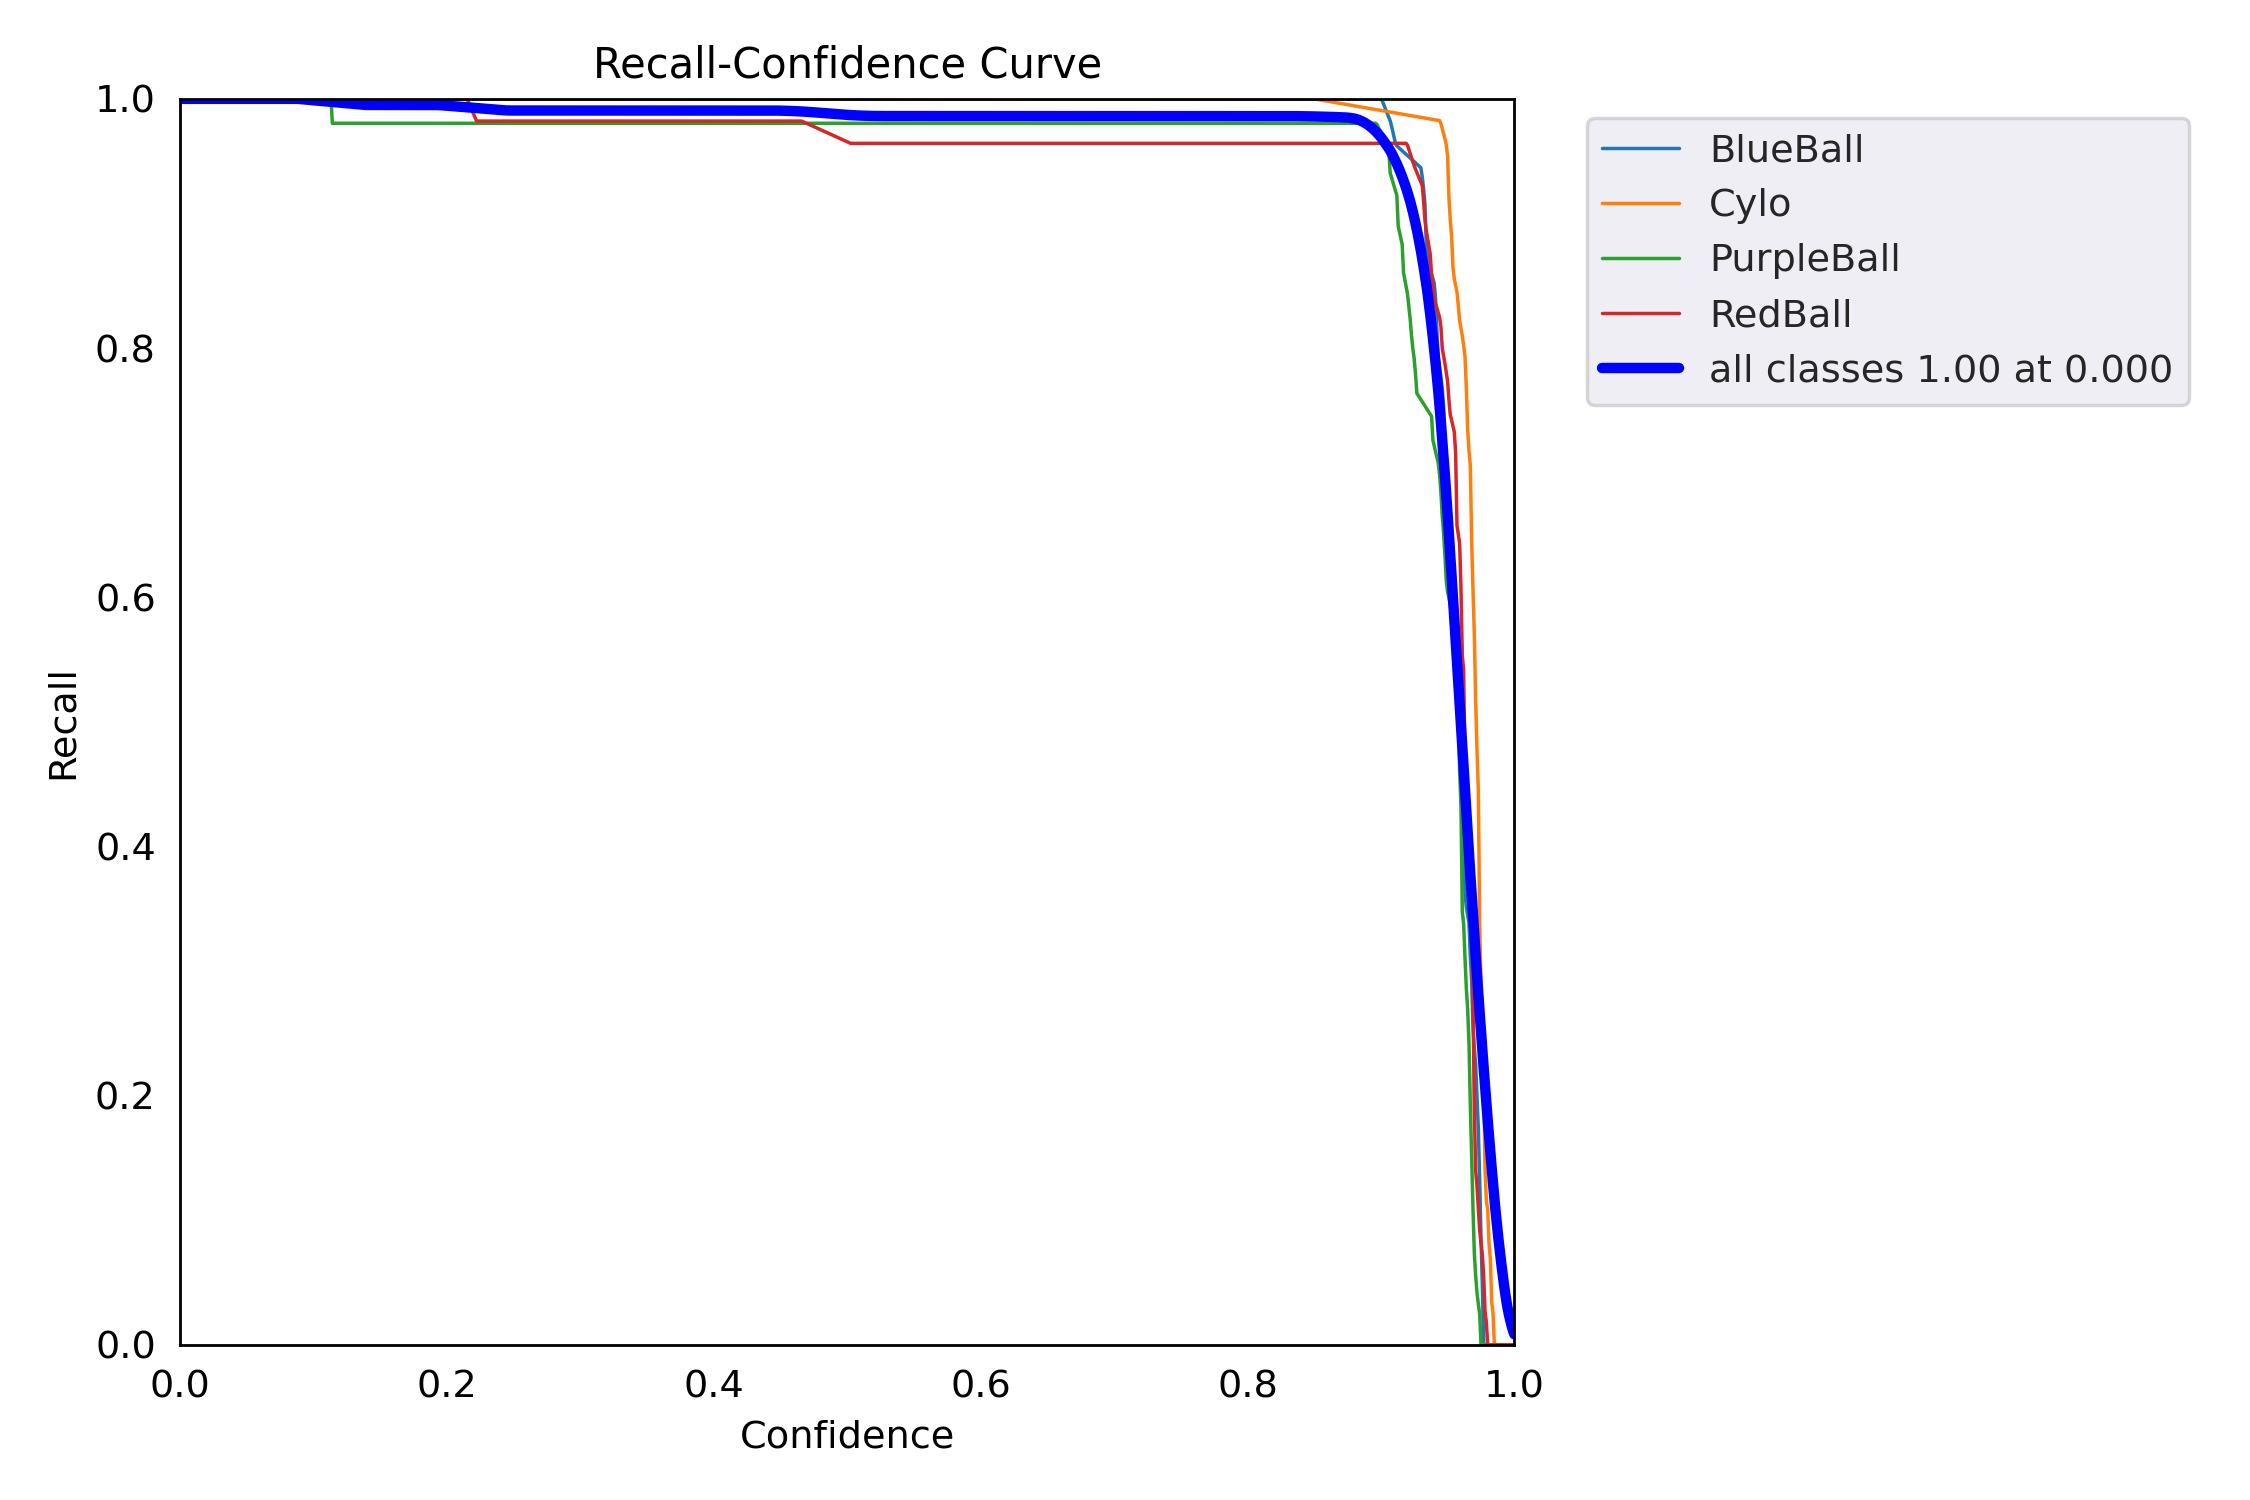 Recall-Confidence Curve
1.0
0.8
0.6
0.4
0.2
0.0
Recall
0.0 0.2 0.4 0.6 0.8 1.0
Confidence
BlueBall
Cylo
PurpleBall
RedBall
all classes 1.00 at 0.000